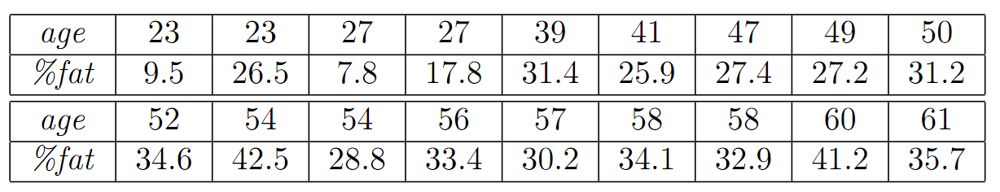 age 23 23 27 27 39 41 47 49 50
%fat 9.5 26.5 7.8 17.8 31.4 25.9 27.4 27.2 31.2
age 52 54 54 56 57 58 58 60 61
%fat 34.6 42.5 28.8 33.4 30.2 34.1 32.9 41.2 35.7